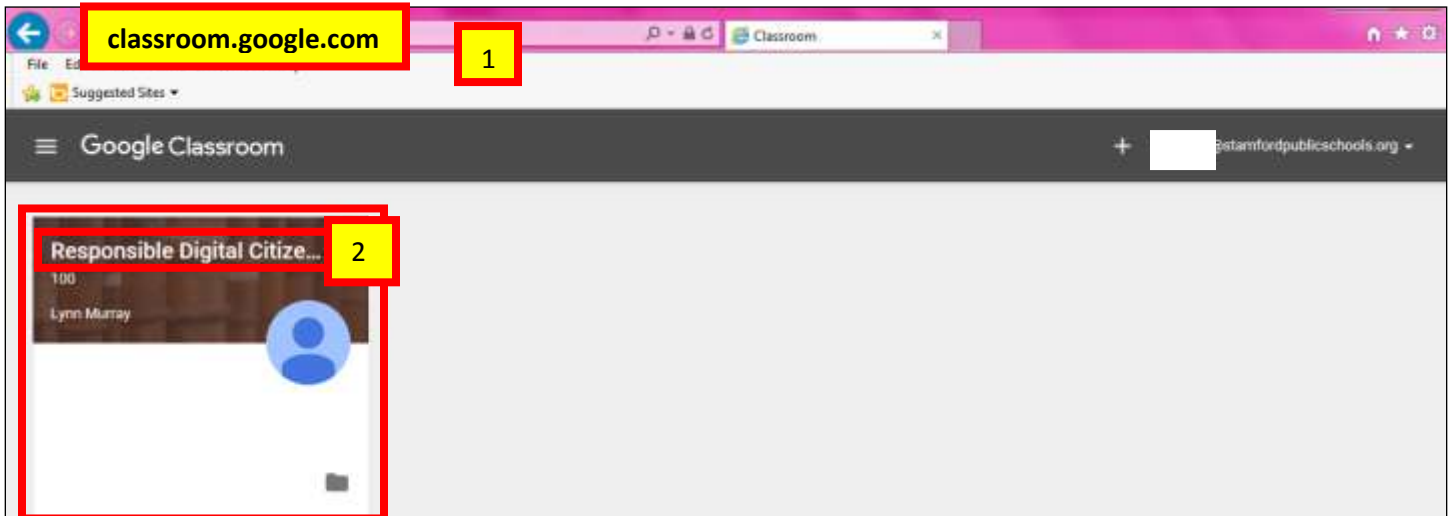 classroom.google.com
1
Classroom
File Ed
Suggested Sites
Google Classroom
+
@stamfordpublicschools.org
Responsible Digital Citize...
2
100
Lynn Murray